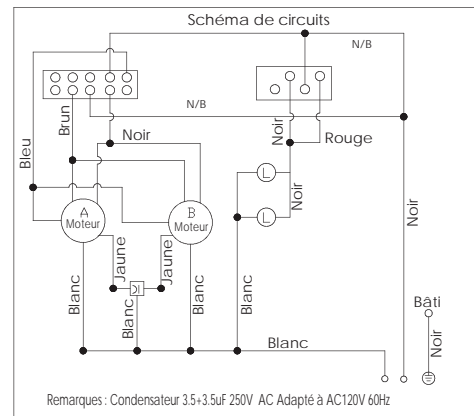 Schéma de circuits
N/B
N/B
Bleu
Brun
Noir
Noir
Rouge
L
Noir
L
A
Moteur
B
Moteur
Noir
Jaune
Jaune
Blanc
Blanc
Blanc
Blanc
Bâti
Noir
Blanc
Remarques : Condensateur 3.5+3.5uF 250V AC Adapté à AC120V 60Hz